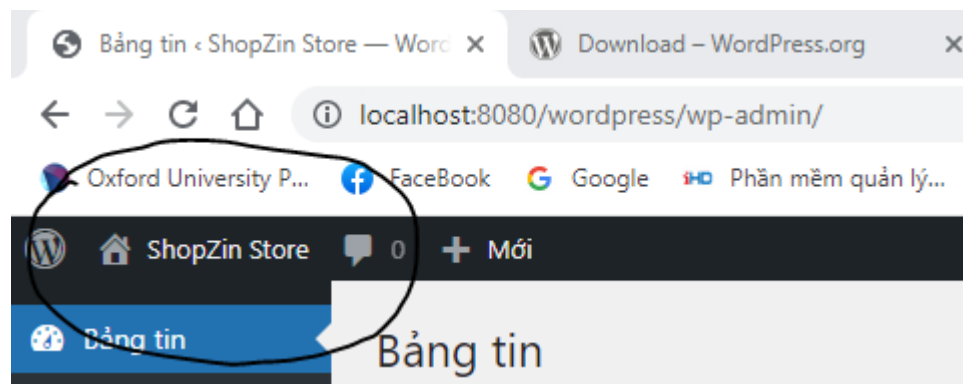 Bảng tin ‹ ShopZin Store — Word Download – WordPress.org
localhost:8080/wordpress/wp-admin/
Oxford University P... FaceBook Google iHD Phần mềm quản lý...
ShopZin Store 0 Mới
Bảng tin
Bảng tin